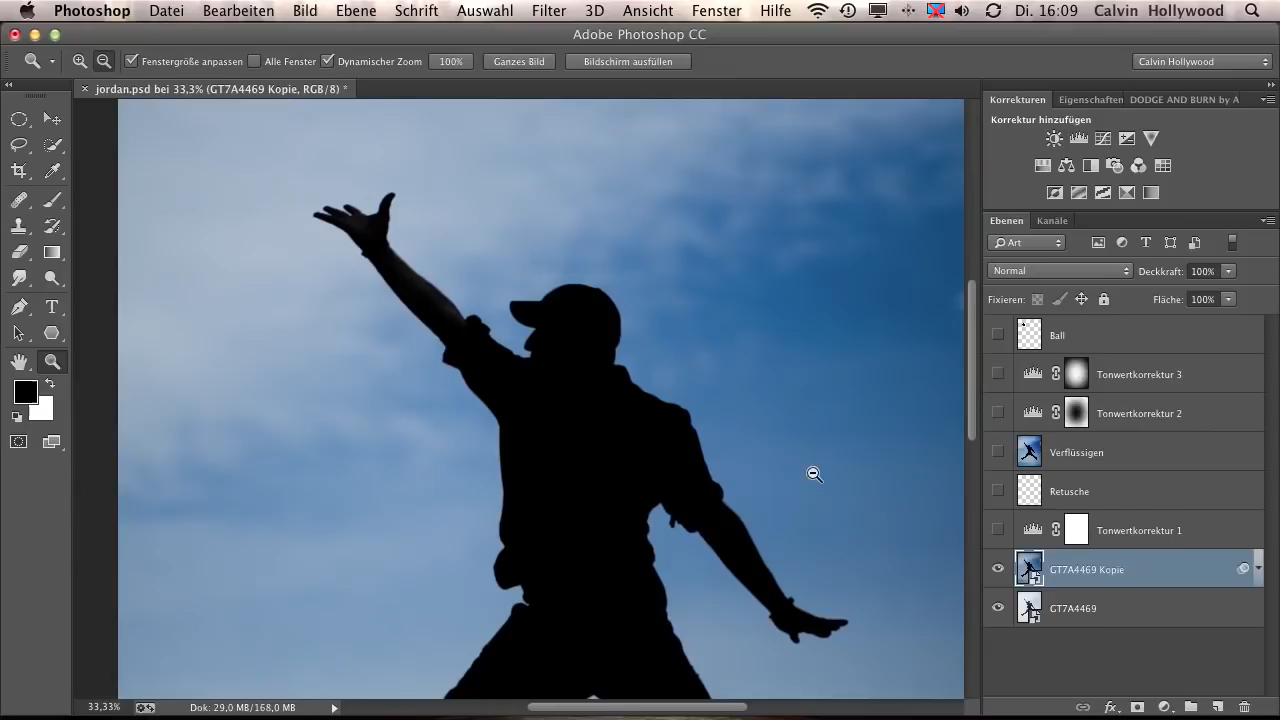 Photoshop Datei Bearbeiten Bild Ebene Schrift Auswahl Filter 3D Ansicht Fenster Hilfe Di. 16:09 Calvin Hollywood
Adobe Photoshop CC
Fenstergröße anpassen Alle Fenster Dynamischer Zoom 100% Ganzes Bild Bildschirm ausfüllen Calvin Hollywood
jordan.psd bei 33,3% (GT7A4469 Kopie, RGB/8) *
Korrekturen Eigenschaften DODGE AND BURN by A
Korrektur hinzufügen
Ebenen Kanäle
Art
Normal Deckkraft: 100%
Fixieren: Fläche: 100%
Ball
Tonwertkorrektur 3
Tonwertkorrektur 2
Verflüssigen
Retusche
Tonwertkorrektur 1
GT7A4469 Kopie
GT7A4469
33,33% Dok: 29,0 MB/168,0 MB
fx